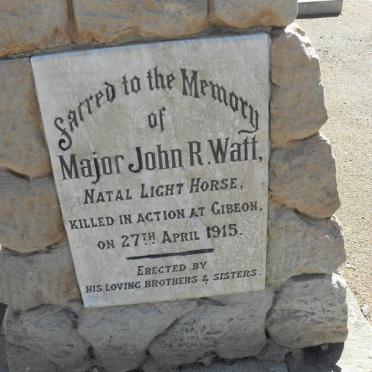 Sacred to the Memory
of
Major John R. Watt,
NATAL LIGHT HORSE,
KILLED IN ACTION AT GIBEON,
ON 27TH APRIL 1915.
ERECTED BY
HIS LOVING BROTHERS & SISTERS.